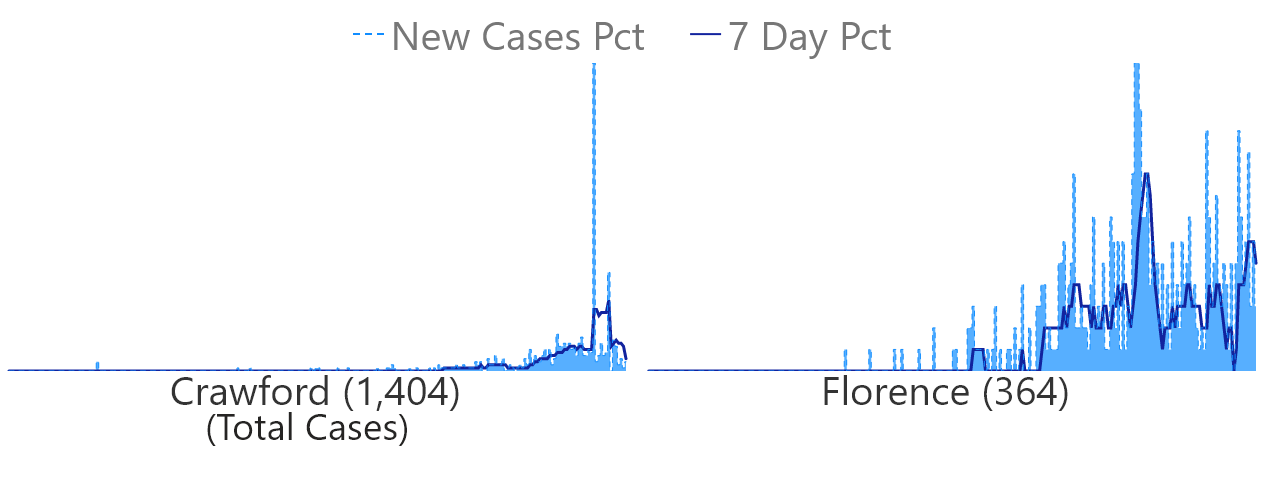 New Cases Pct 7 Day Pct
Crawford (1,404)
(Total Cases)
Florence (364)